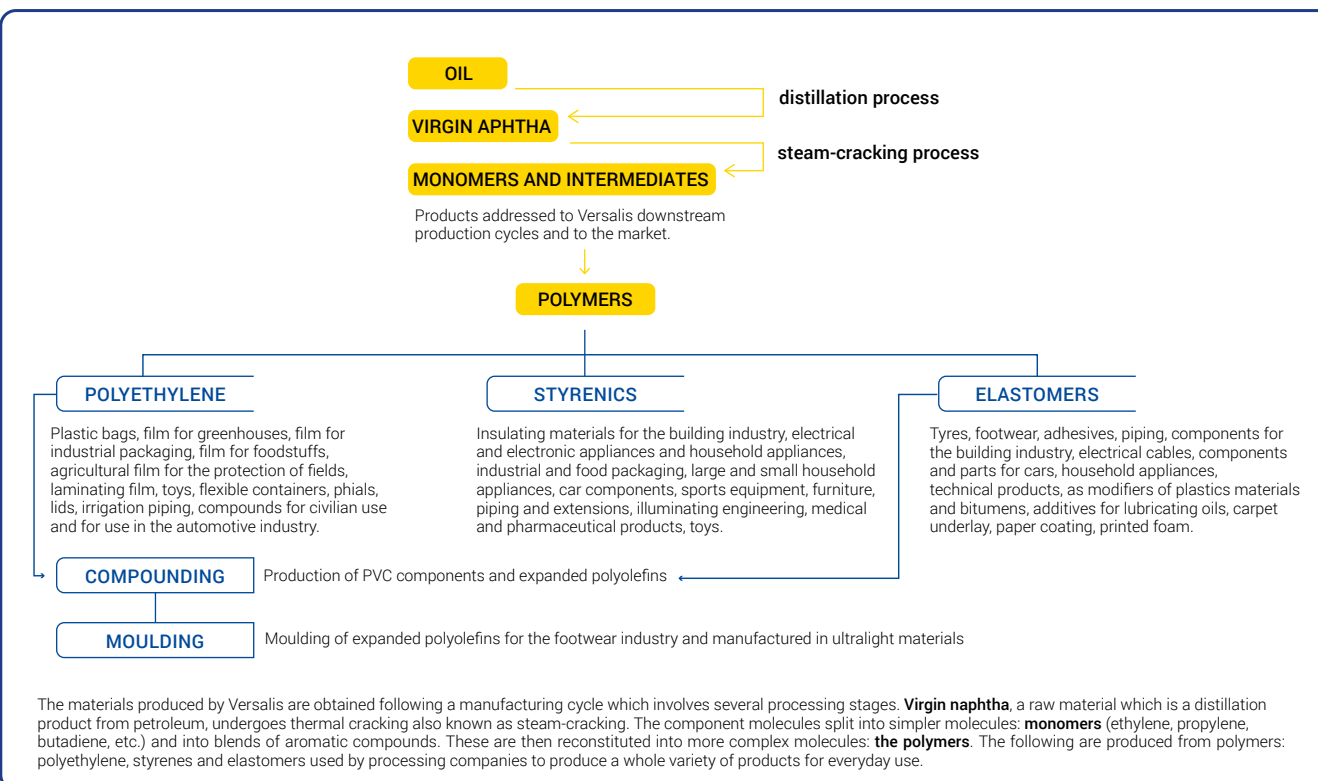 OIL
distillation process
VIRGIN APHTHA
steam-cracking process
MONOMERS AND INTERMEDIATES
Products addressed to Versalis downstream
production cycles and to the market.
POLYMERS
POLYETHYLENE
Plastic bags, film for greenhouses, film for
industrial packaging, film for foodstuffs,
agricultural film for the protection of fields,
laminating film, toys, flexible containers, phials,
lids, irrigation piping, compounds for civilian use
and for use in the automotive industry.
STYRENICS
Insulating materials for the building industry, electrical
and electronic appliances and household appliances,
industrial and food packaging, large and small household
appliances, car components, sports equipment, furniture,
piping and extensions, illuminating engineering, medical
and pharmaceutical products, toys.
ELASTOMERS
Tyres, footwear, adhesives, piping, components for
the building industry, electrical cables, components
and parts for cars, household appliances,
technical products, as modifiers of plastics materials
and bitumens, additives for lubricating oils, carpet
underlay, paper coating, printed foam.
COMPOUNDING
Production of PVC components and expanded polyolefins
MOULDING
Moulding of expanded polyolefins for the footwear industry and manufactured in ultralight materials
The materials produced by Versalis are obtained following a manufacturing cycle which involves several processing stages. Virgin naphtha, a raw material which is a distillation
product from petroleum, undergoes thermal cracking also known as steam-cracking. The component molecules split into simpler molecules: monomers (ethylene, propylene,
butadiene, etc.) and into blends of aromatic compounds. These are then reconstituted into more complex molecules: the polymers. The following are produced from polymers:
polyethylene, styrenes and elastomers used by processing companies to produce a whole variety of products for everyday use.